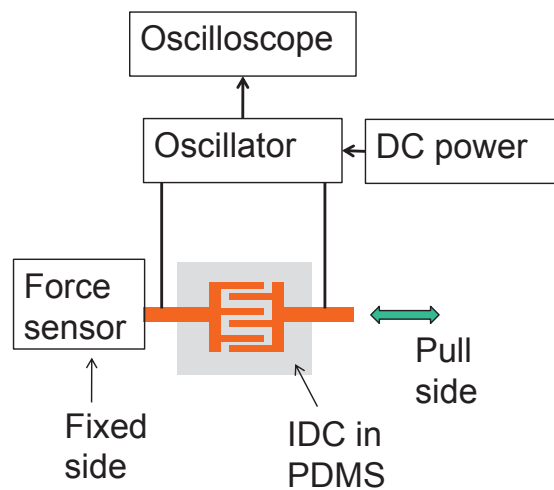 Oscilloscope
Oscillator
DC power
Force
sensor
Pull
side
Fixed
side
IDC in
PDMS